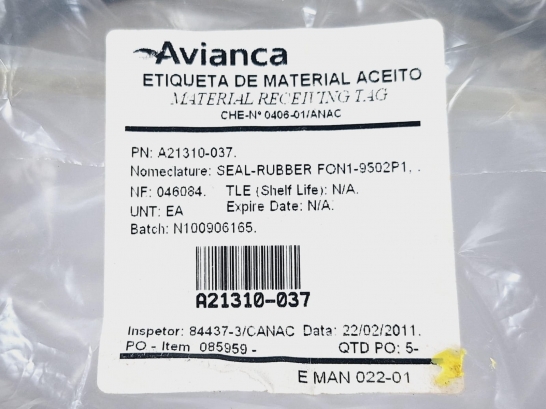 Avianca
ETIQUETA DE MATERIAL ACEITO
MATERIAL RECEIVING TAG
CHE-Nº 0406-01/ANAC
PN: A21310-037.
Nomeclature: SEAL-RUBBER FON1-9502P1, .
NF: 046084. TLE (Shelf Life): N/A.
UNT: EA Expire Date: N/A.
Batch: N100906165.
A21310-037
Inspetor: 84437-3/CANAC Data: 22/02/2011.
PO - Item 085959 - QTD PO: 5-
E MAN 022-01